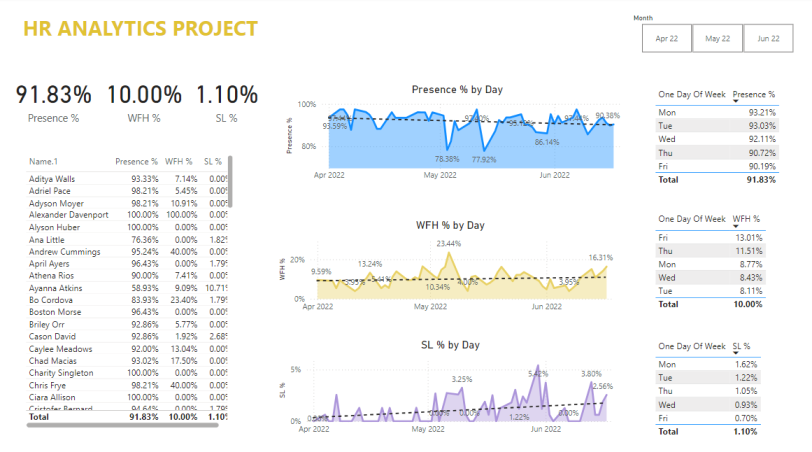 HR ANALYTICS PROJECT
Month
Apr 22 May 22 Jun 22
91.83% 10.00% 1.10%
Presence % WFH % SL %
Name.1 Presence % WFH % SL %
Aditya Walls 93.33% 7.14% 0.00%
Adriel Pace 98.21% 5.45% 0.00%
Adyson Moyer 98.21% 10.91% 0.00%
Alexander Davenport 100.00% 100.00% 0.00%
Alyson Huber 100.00% 0.00% 0.00%
Ana Little 76.36% 0.00% 1.82%
Andrew Cummings 95.24% 40.00% 0.00%
April Ayers 96.43% 0.00% 1.79
Athena Rios 90.00% 7.41% 0.00%
Ayanna Atkins 58.93% 9.09% 10.71
Bo Cordova 83.93% 23.40% 1.79
Boston Morse 96.43% 0.00% 0.00%
Briley Orr 92.86% 5.77% 0.00%
Cason David 92.86% 1.92% 2.68
Caylee Meadows 92.00% 13.04% 0.00%
Chad Macias 93.02% 17.50% 0.00%
Charity Singleton 100.00% 0.00% 0.00%
Chris Frye 98.21% 40.00% 0.00%
Ciara Allison 100.00% 0.00% 0.00%
Cristofer Bernard 94.64% 0.00% 1.79
Total 91.83% 10.00% 1.10
Presence % by Day
Presence %
100%
80%
93.59%
78.38%
77.92%
86.14%
90.38%
Apr 2022 May 2022 Jun 2022
WFH % by Day
WFH %
20%
0%
9.59%
13.24%
10.34%
23.44%
4.00%
3.95%
16.31%
Apr 2022 May 2022 Jun 2022
SL % by Day
SL %
5%
0%
3.25%
0.00%
1.22%
5.42%
0.00%
3.80%
2.56%
Apr 2022 May 2022 Jun 2022
One Day Of Week Presence %
Mon 93.21%
Tue 93.03%
Wed 92.11%
Thu 90.72%
Fri 90.19%
Total 91.83%
One Day Of Week WFH %
Fri 13.01%
Thu 11.51%
Mon 8.77%
Wed 8.43%
Tue 8.11%
Total 10.00%
One Day Of Week SL %
Mon 1.62%
Tue 1.22%
Thu 1.05%
Wed 0.93%
Fri 0.70%
Total 1.10%